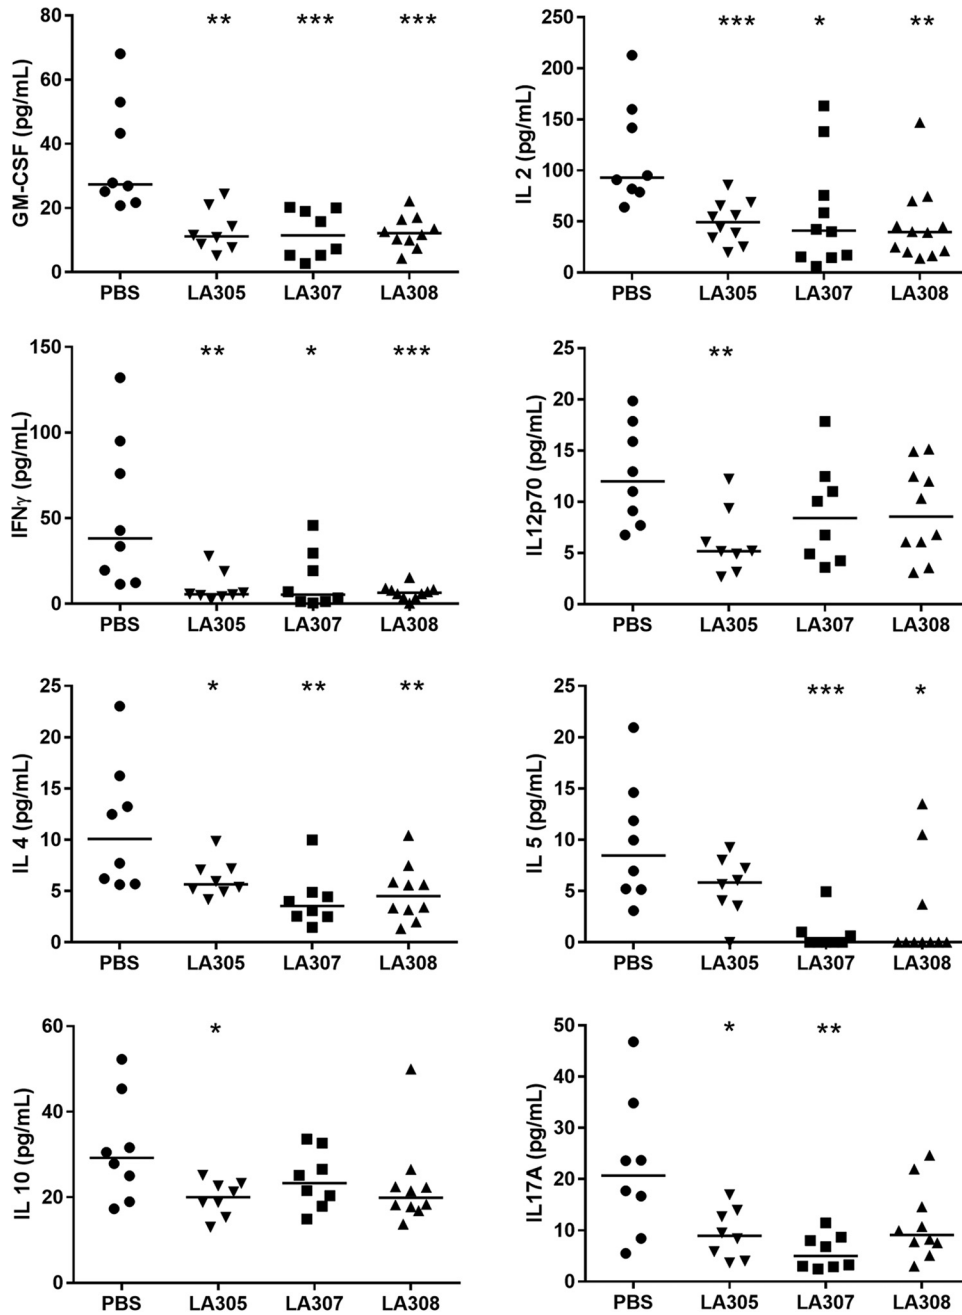 GM-CSF (pg/mL)
80
60
40
20
0
** *** ***
PBS LA305 LA307 LA308
IL 2 (pg/mL)
250
200
150
100
50
0
*** * **
PBS LA305 LA307 LA308
IFNγ (pg/mL)
150
100
50
0
** * ***
PBS LA305 LA307 LA308
IL12p70 (pg/mL)
25
20
15
10
5
0
**
PBS LA305 LA307 LA308
IL 4 (pg/mL)
25
20
15
10
5
0
* ** **
PBS LA305 LA307 LA308
IL 5 (pg/mL)
25
20
15
10
5
0
*** *
PBS LA305 LA307 LA308
IL 10 (pg/mL)
60
40
20
0
*
PBS LA305 LA307 LA308
IL17A (pg/mL)
50
40
30
20
10
0
* **
PBS LA305 LA307 LA308